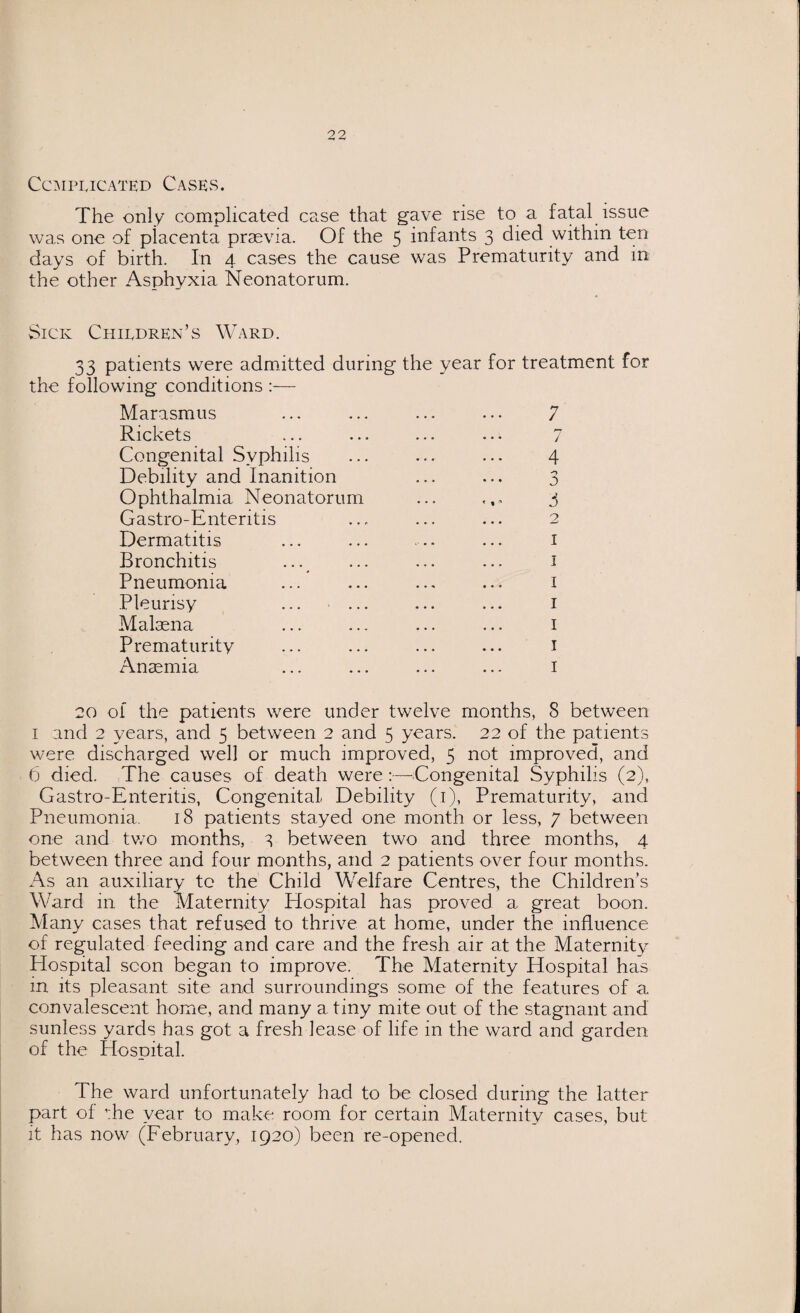 22
COMPLICATED CASES.
The only complicated case that gave rise to a fatal issue
was one of placenta prævia. Of the 5 infants 3 died within ten
days of birth. In 4 cases the cause was Prematurity and in
the other Asphyxia Neonatorum.
SICK CHILDREN'S WARD.
33 patients were admitted during the year for treatment for
the following conditions :—
Marasmus ... ... ... ... 7
Rickets ... ... ... ... 7
Congenital Syphilis ... ... ... 4
Debility and Inanition ... ... 3
Ophthalmia Neonatorum ... ... 3
Gastro-Enteritis ... ... ... 2
Dermatitis ... ... ... ... 1
Bronchitis ... ... ... ... 1
Pneumonia ... ... ... ... 1
Pleurisy ... ... ... ... 1
Malæna ... ... ... ... 1
Prematurity ... ... ... ... 1
Anæmia ... ... ... ... 1
20 of the patients were under twelve months, 8 between
1 and 2 years, and 5 between 2 and 5 years. 22 of the patients
were discharged well or much improved, 5 not improved, and
6 died. The causes of death were :—Congenital Syphilis (2),
Gastro-Enteritis, Congenital Debility (1), Prematurity, and
Pneumonia. 18 patients stayed one month or less, 7 between
one and two months, 3 between two and three months, 4
between three and four months, and 2 patients over four months.
As an auxiliary to the Child Welfare Centres, the Children's
Ward in the Maternity Hospital has proved a great boon.
Many cases that refused to thrive at home, under the influence
of regulated feeding and care and the fresh air at the Maternity
Hospital soon began to improve. The Maternity Hospital has
in its pleasant site and surroundings some of the features of a
convalescent home, and many a tiny mite out of the stagnant and
sunless yards has got a fresh lease of life in the ward and garden
of the Hospital.
The ward unfortunately had to be closed during the latter
part of the year to make room for certain Maternity cases, but
it has now (February, 1920) been re-opened.